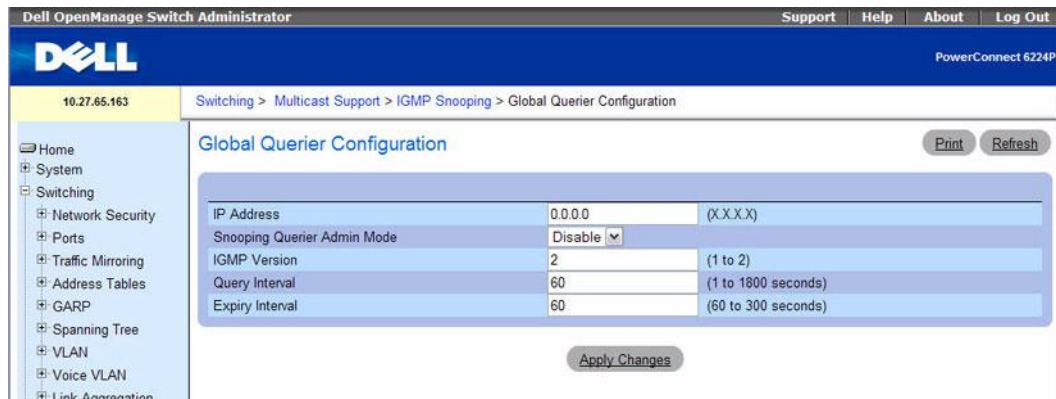 Dell OpenManage Switch Administrator
Support Help About Log Out
DELL
PowerConnect 6224P
10.27.65.163
Switching > Multicast Support > IGMP Snooping > Global Querier Configuration
Home
System
Switching
Network Security
Ports
Traffic Mirroring
Address Tables
GARP
Spanning Tree
VLAN
Voice VLAN
Link Aggregation
Global Querier Configuration
Print Refresh
IP Address 0.0.0.0 (X.X.X.X)
Snooping Querier Admin Mode Disable
IGMP Version 2 (1 to 2)
Query Interval 60 (1 to 1800 seconds)
Expiry Interval 60 (60 to 300 seconds)
Apply Changes